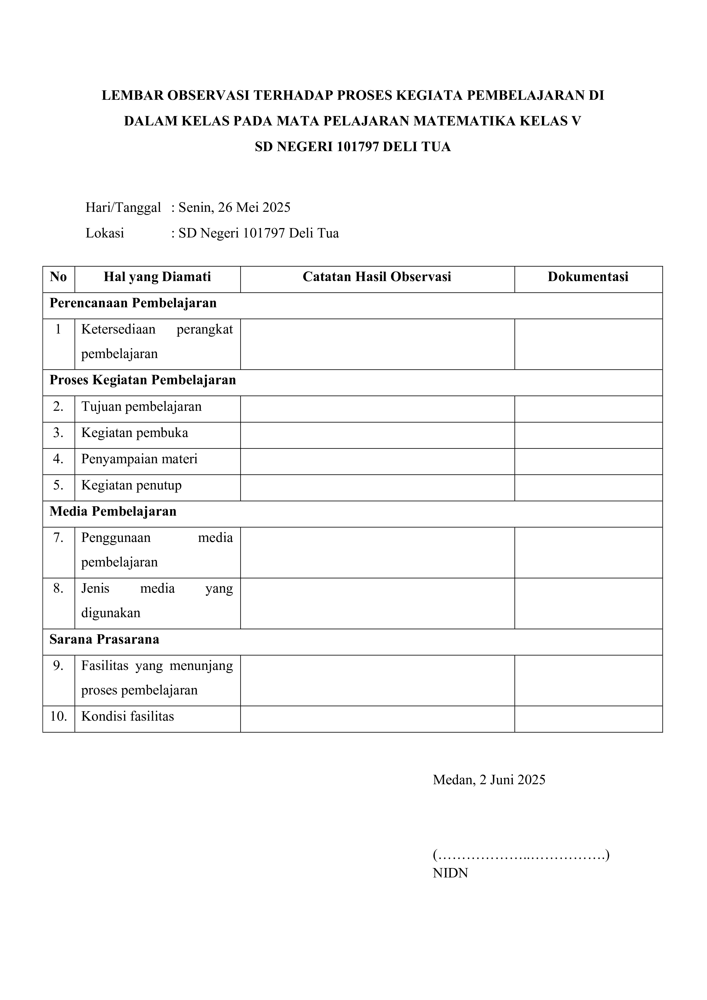 LEMBAR OBSERVASI TERHADAP PROSES KEGIATA PEMBELAJARAN DI
DALAM KELAS PADA MATA PELAJARAN MATEMATIKA KELAS V
SD NEGERI 101797 DELI TUA
Hari/Tanggal : Senin, 26 Mei 2025
Lokasi : SD Negeri 101797 Deli Tua
No Hal yang Diamati Catatan Hasil Observasi Dokumentasi
Perencanaan Pembelajaran
1 Ketersediaan perangkat
pembelajaran
Proses Kegiatan Pembelajaran
2. Tujuan pembelajaran
3. Kegiatan pembuka
4. Penyampaian materi
5. Kegiatan penutup
Media Pembelajaran
7. Penggunaan media
pembelajaran
8. Jenis media yang
digunakan
Sarana Prasarana
9. Fasilitas yang menunjang
proses pembelajaran
10. Kondisi fasilitas
Medan, 2 Juni 2025
(…………………..…………….)
NIDN